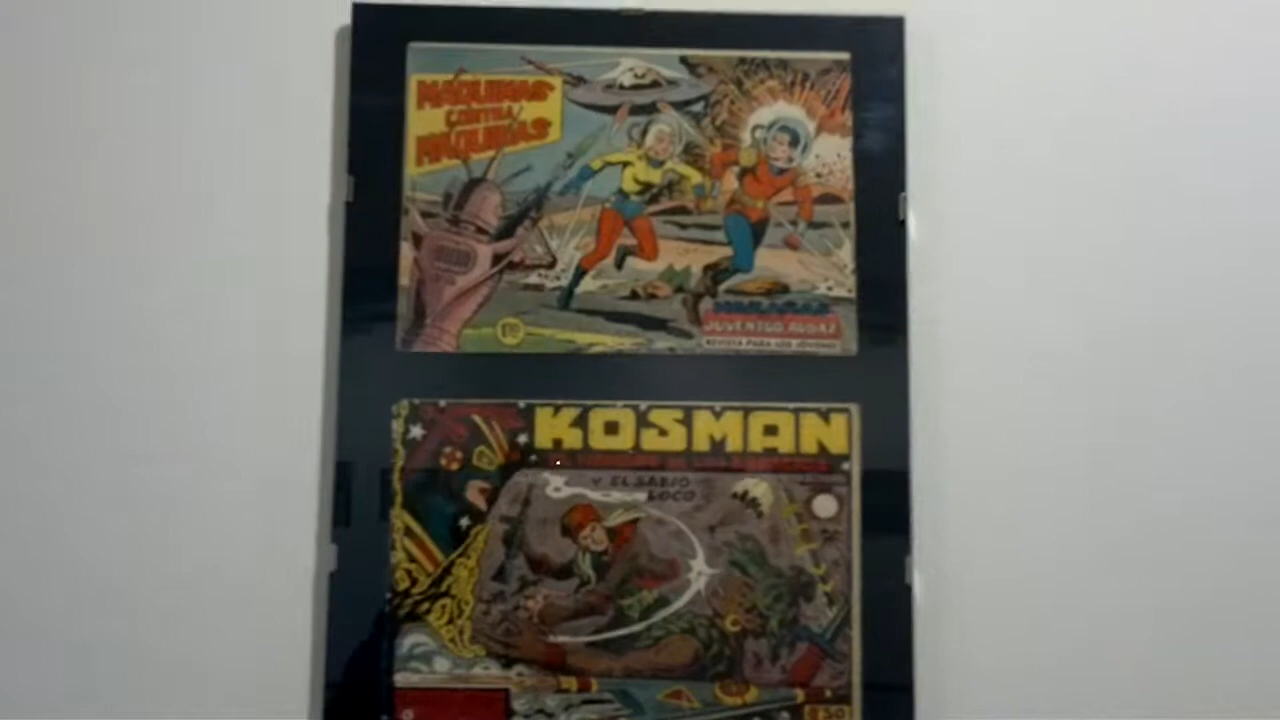 MAQUINAS
CONTRA
MAQUINAS
JUVENTUD AUDAZ
REVISTA PARA LOS JOVENES
KOSMAN
Y EL SABIO
LOCO